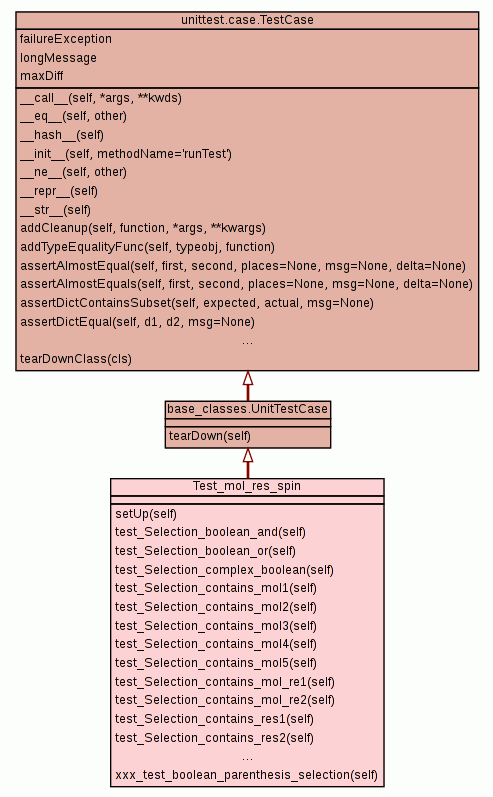 unittest.case.TestCase
failureException
longMessage
maxDiff
__call__(self, *args, **kwds)
__eq__(self, other)
__hash__(self)
__init__(self, methodName='runTest')
__ne__(self, other)
__repr__(self)
__str__(self)
addCleanup(self, function, *args, **kwargs)
addTypeEqualityFunc(self, typeobj, function)
assertAlmostEqual(self, first, second, places=None, msg=None, delta=None)
assertAlmostEquals(self, first, second, places=None, msg=None, delta=None)
assertDictContainsSubset(self, expected, actual, msg=None)
assertDictEqual(self, d1, d2, msg=None)
...
tearDownClass(cls)
base_classes.UnitTestCase
tearDown(self)
Test_mol_res_spin
setUp(self)
test_Selection_boolean_and(self)
test_Selection_boolean_or(self)
test_Selection_complex_boolean(self)
test_Selection_contains_mol1(self)
test_Selection_contains_mol2(self)
test_Selection_contains_mol3(self)
test_Selection_contains_mol4(self)
test_Selection_contains_mol5(self)
test_Selection_contains_mol_re1(self)
test_Selection_contains_mol_re2(self)
test_Selection_contains_res1(self)
test_Selection_contains_res2(self)
...
xxx_test_boolean_parenthesis_selection(self)